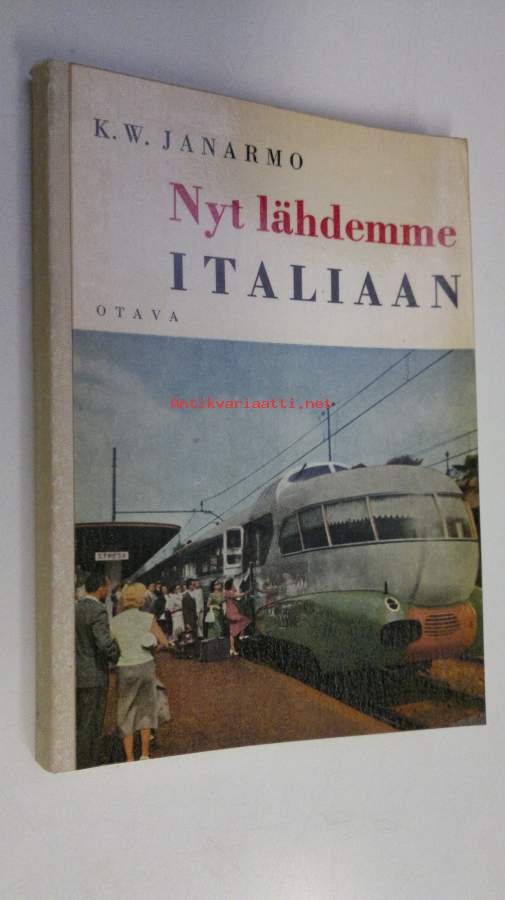 K. W. JANARMO
Nyt lähdemme
ITALIAAN
OTAVA
Antikvariaatti.net
STRESA